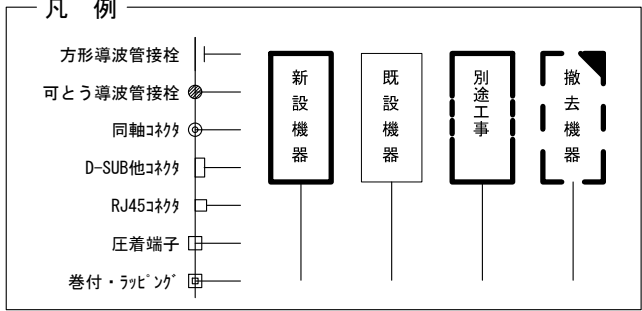 凡 例
方形導波管接栓
可とう導波管接栓
同軸ｺﾈｸﾀ
D-SUB他ｺﾈｸﾀ
RJ45ｺﾈｸﾀ
圧着端子
巻付・ﾗｯﾋﾟﾝｸﾞ
新設機器
既設機器
別途工事
撤去機器